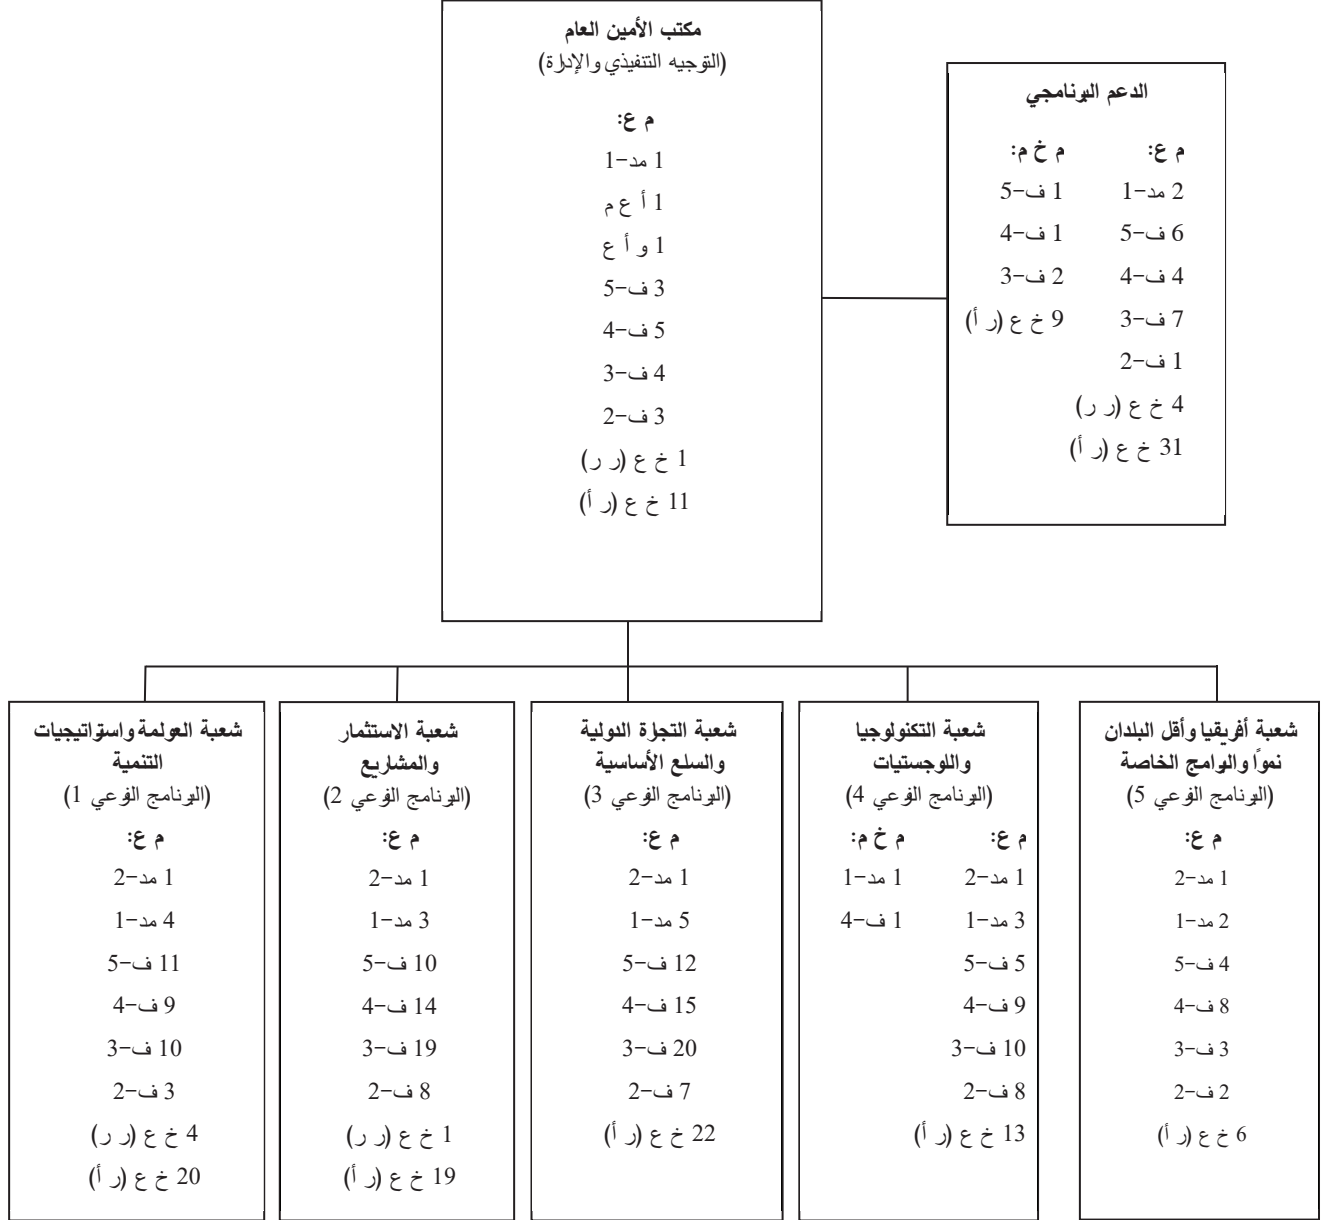 مكتب الأمين العام
(التوجيه التنفيذي والإدارة)
م ع:
1 مد-1
1 أ ع م
1 و أ ع
3 ف-5
5 ف-4
4 ف-3
3 ف-2
1 خ ع (ر ر)
11 خ ع (ر أ)
الدعم البرنامجي
م ع:
2 مد-1
6 ف-5
4 ف-4
7 ف-3
1 ف-2
4 خ ع (ر ر)
31 خ ع (ر أ)
م خ م:
1 ف-5
1 ف-4
2 ف-3
9 خ ع (ر أ)
شعبة أفريقيا وأقل البلدان
نموًا والبرامج الخاصة
(البرنامج الفرعي 5)
م ع:
1 مد-2
2 مد-1
4 ف-5
8 ف-4
3 ف-3
2 ف-2
6 خ ع (ر أ)
شعبة التكنولوجيا
واللوجستيات
(البرنامج الفرعي 4)
م ع:
1 مد-2
3 مد-1
5 ف-5
9 ف-4
10 ف-3
8 ف-2
13 خ ع (ر أ)
م خ م:
1 مد-1
1 ف-4
شعبة التجارة الدولية
والسلع الأساسية
(البرنامج الفرعي 3)
م ع:
1 مد-2
5 مد-1
12 ف-5
15 ف-4
20 ف-3
7 ف-2
22 خ ع (ر أ)
شعبة الاستثمار
والمشاريع
(البرنامج الفرعي 2)
م ع:
1 مد-2
3 مد-1
10 ف-5
14 ف-4
19 ف-3
8 ف-2
1 خ ع (ر ر)
19 خ ع (ر أ)
شعبة العولمة واستراتيجيات
التنمية
(البرنامج الفرعي 1)
م ع:
1 مد-2
4 مد-1
11 ف-5
9 ف-4
10 ف-3
3 ف-2
4 خ ع (ر ر)
20 خ ع (ر أ)